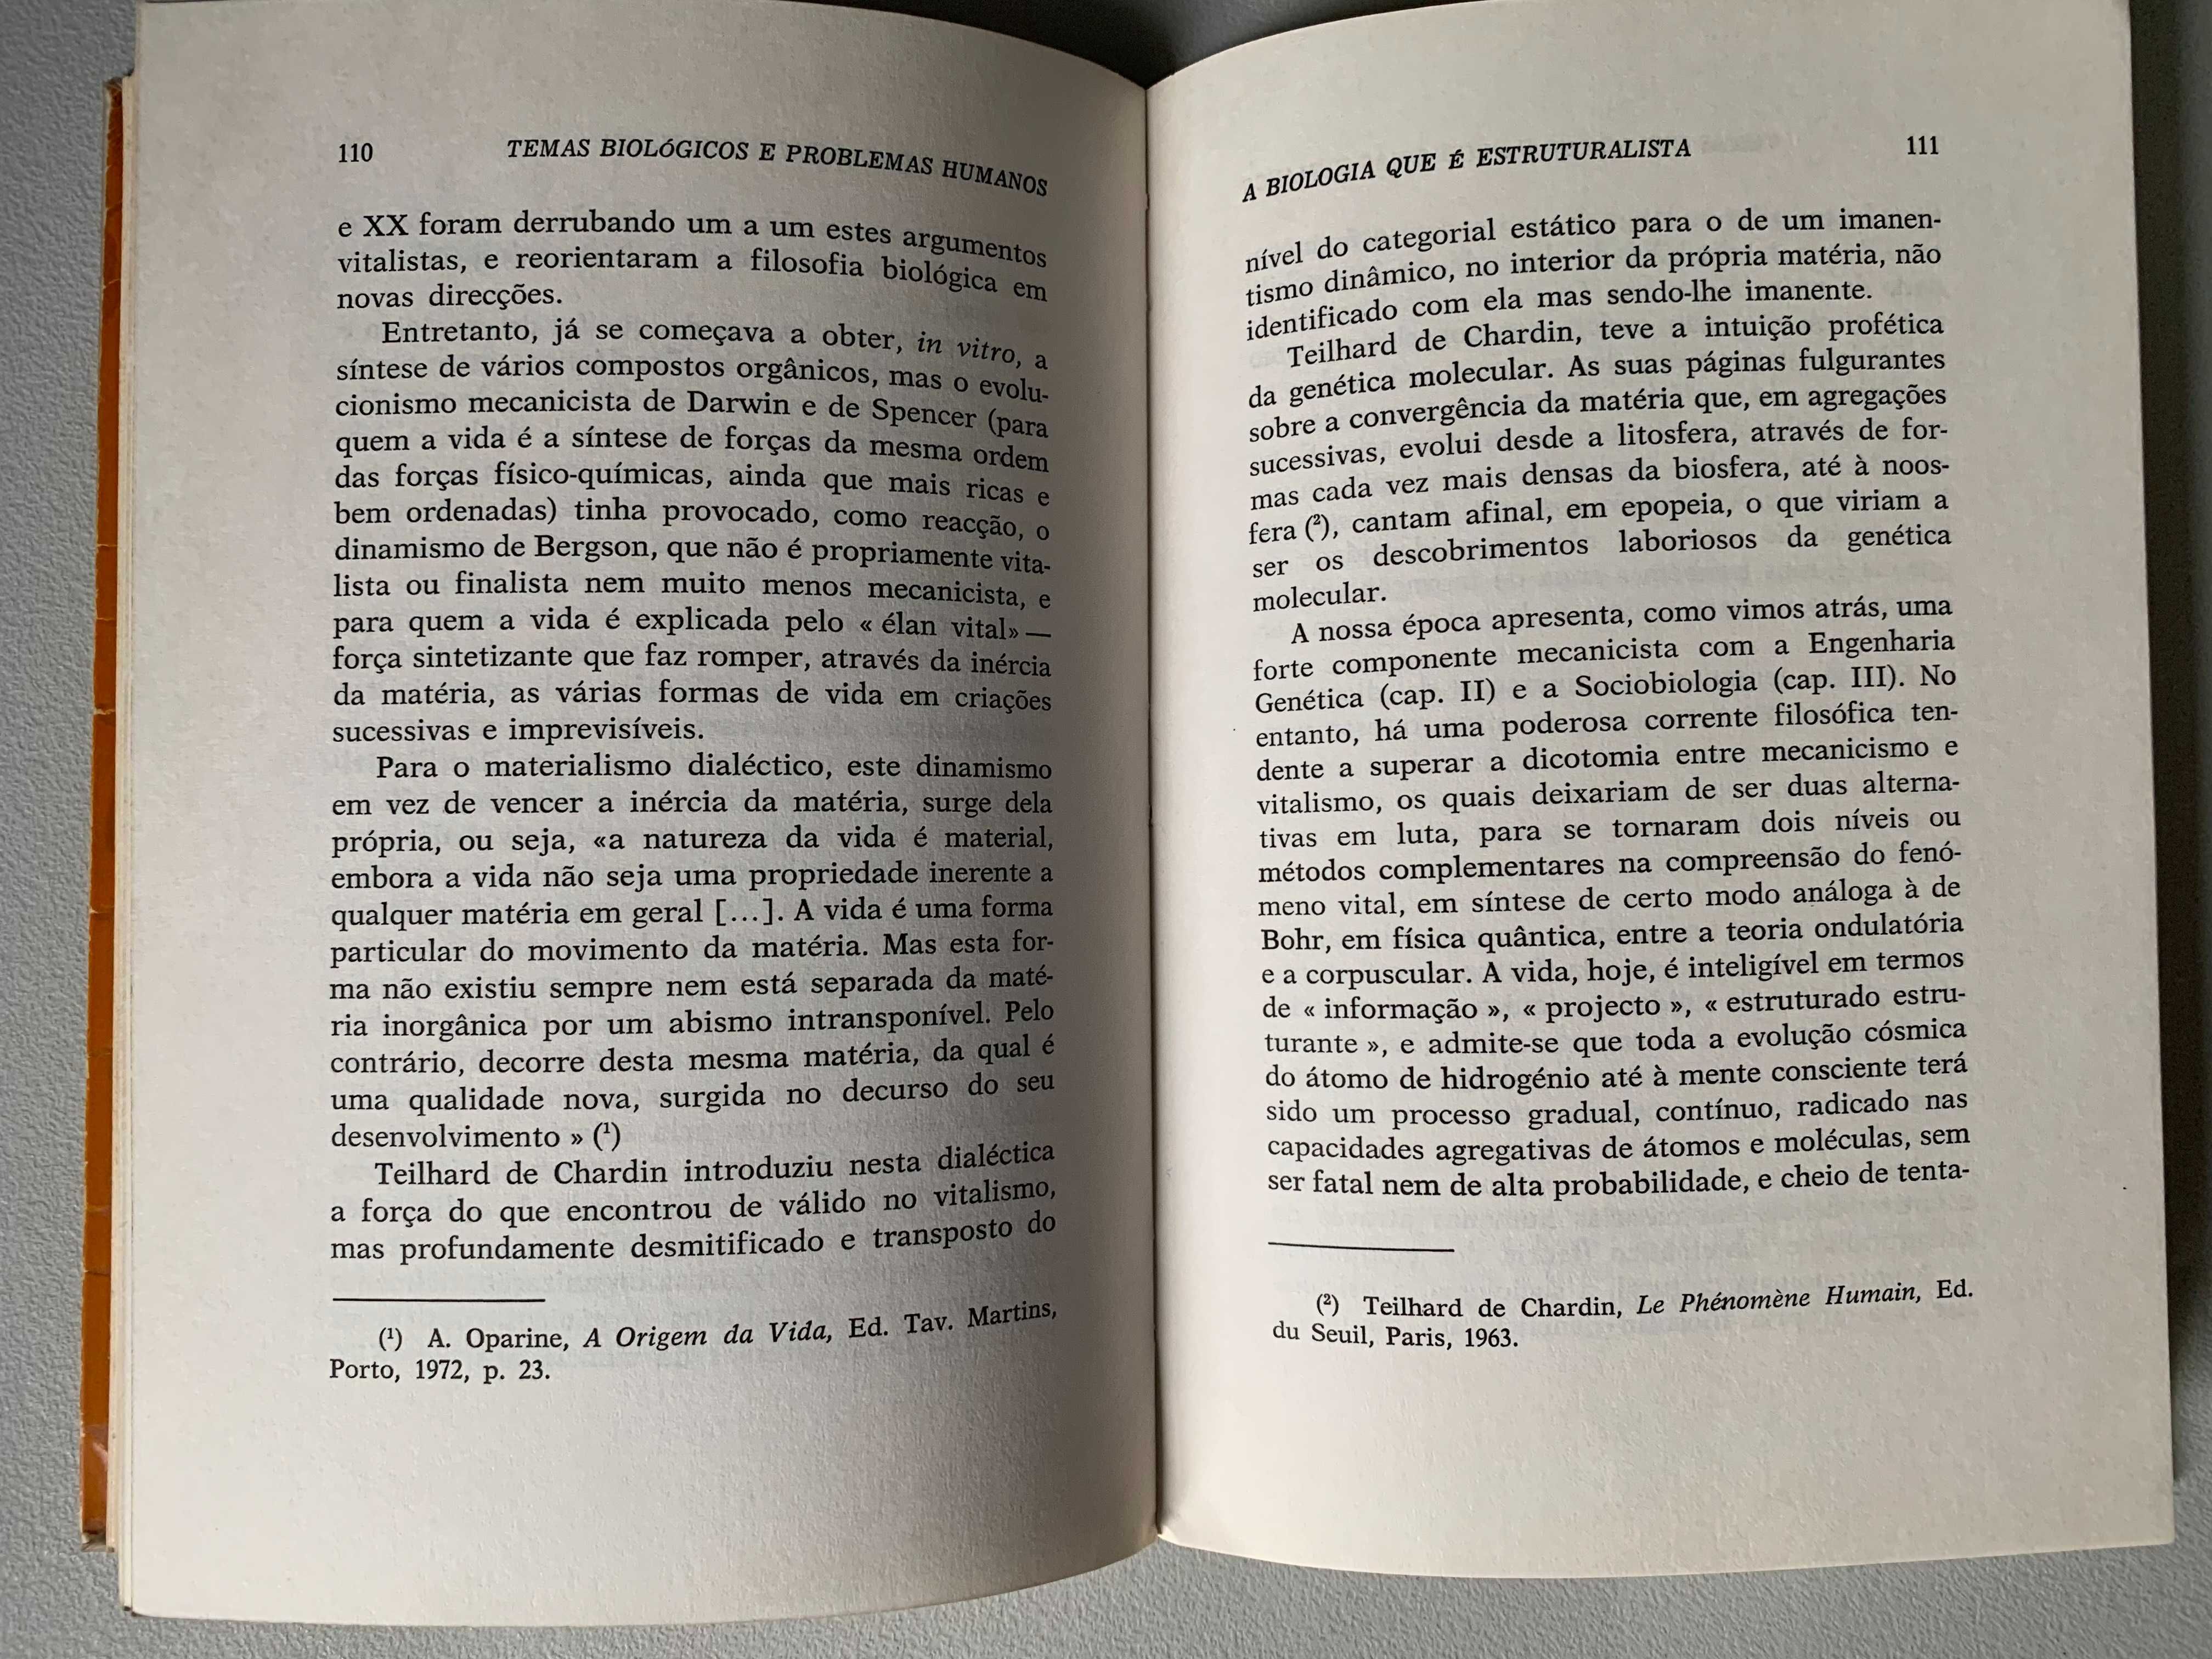 110 TEMAS BIOLÓGICOS E PROBLEMAS HUMANOS
e XX foram derrubando um a um estes argumentos
vitalistas, e reorientaram a filosofia biológica em
novas direcções.
Entretanto, já se começava a obter, in vitro, a
síntese de vários compostos orgânicos, mas o evolu-
cionismo mecanicista de Darwin e de Spencer (para
quem a vida é a síntese de forças da mesma ordem
das forças físico-químicas, ainda que mais ricas e
bem ordenadas) tinha provocado, como reacção, o
dinamismo de Bergson, que não é propriamente vita-
lista ou finalista nem muito menos mecanicista, e
para quem a vida é explicada pelo « élan vital» —
força sintetizante que faz romper, através da inércia
da matéria, as várias formas de vida em criações
sucessivas e imprevisíveis.
Para o materialismo dialéctico, este dinamismo
em vez de vencer a inércia da matéria, surge dela
própria, ou seja, «a natureza da vida é material,
embora a vida não seja uma propriedade inerente a
qualquer matéria em geral [...]. A vida é uma forma
particular do movimento da matéria. Mas esta for-
ma não existiu sempre nem está separada da maté-
ria inorgânica por um abismo intransponível. Pelo
contrário, decorre desta mesma matéria, da qual é
uma qualidade nova, surgida no decurso do seu
desenvolvimento » (¹)
Teilhard de Chardin introduziu nesta dialéctica
a força do que encontrou de válido no vitalismo,
mas profundamente desmitificado e transposto do
(¹) A. Oparine, A Origem da Vida, Ed. Tav. Martins,
Porto, 1972, p. 23.
A BIOLOGIA QUE É ESTRUTURALISTA 111
nível do categorial estático para o de um imanen-
tismo dinâmico, no interior da própria matéria, não
identificado com ela mas sendo-lhe imanente.
Teilhard de Chardin, teve a intuição profética
da genética molecular. As suas páginas fulgurantes
sobre a convergência da matéria que, em agregações
sucessivas, evolui desde a litosfera, através de for-
mas cada vez mais densas da biosfera, até à noos-
fera (²), cantam afinal, em epopeia, o que viriam a
ser os descobrimentos laboriosos da genética
molecular.
A nossa época apresenta, como vimos atrás, uma
forte componente mecanicista com a Engenharia
Genética (cap. II) e a Sociobiologia (cap. III). No
entanto, há uma poderosa corrente filosófica ten-
dente a superar a dicotomia entre mecanicismo e
vitalismo, os quais deixariam de ser duas alterna-
tivas em luta, para se tornaram dois níveis ou
métodos complementares na compreensão do fenó-
meno vital, em síntese de certo modo análoga à de
Bohr, em física quântica, entre a teoria ondulatória
e a corpuscular. A vida, hoje, é inteligível em termos
de « informação », « projecto », « estruturado estru-
turante », e admite-se que toda a evolução cósmica
do átomo de hidrogénio até à mente consciente terá
sido um processo gradual, contínuo, radicado nas
capacidades agregativas de átomos e moléculas, sem
ser fatal nem de alta probabilidade, e cheio de tenta-
(²) Teilhard de Chardin, Le Phénomène Humain, Ed.
du Seuil, Paris, 1963.